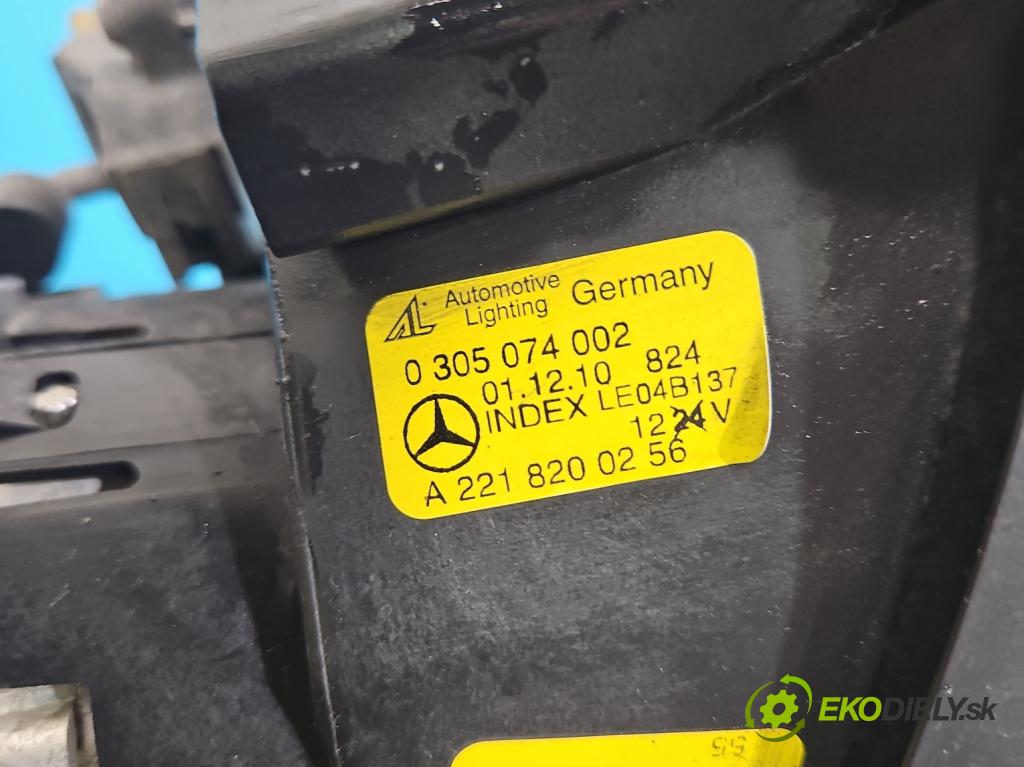 AL Automotive Lighting Germany
0 305 074 002
01.12.10 824
INDEX LE04B137
12 V
A 221 820 02 56
EKODIELY.sk